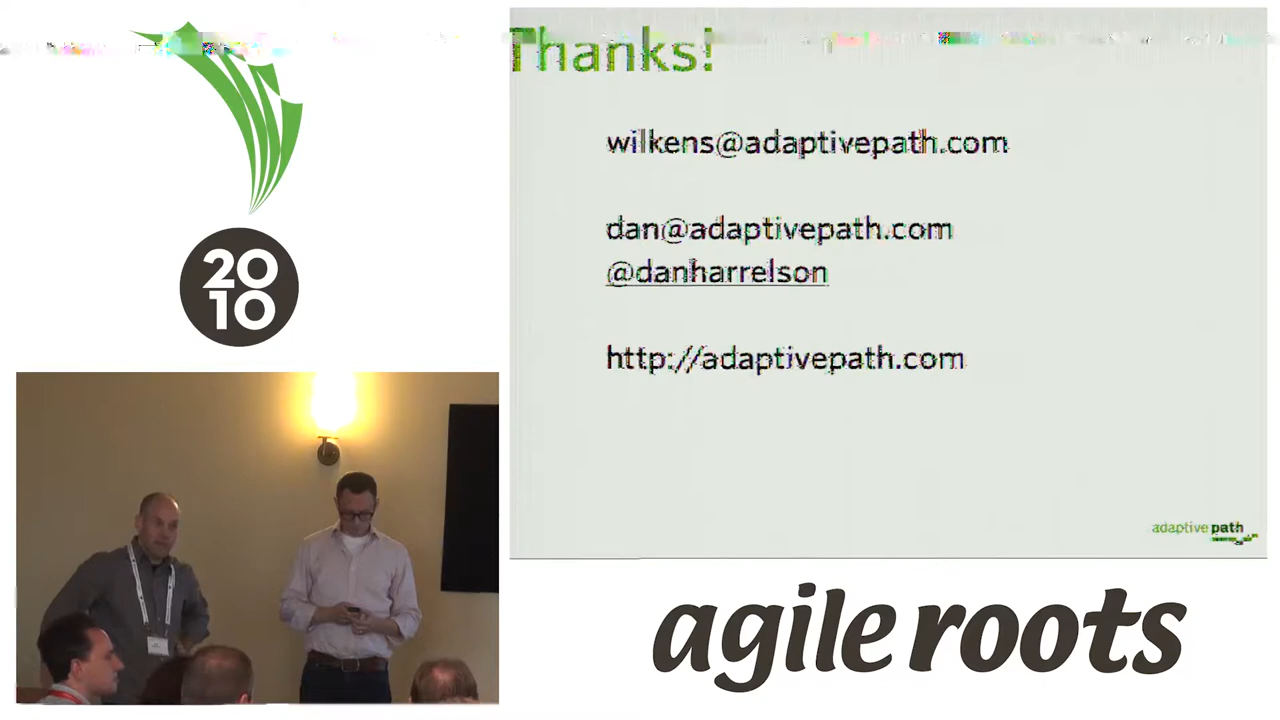 20
10
Thanks!
wilkens@adaptivepath.com
dan@adaptivepath.com
@danharrelson
http://adaptivepath.com
adaptive path
agile roots